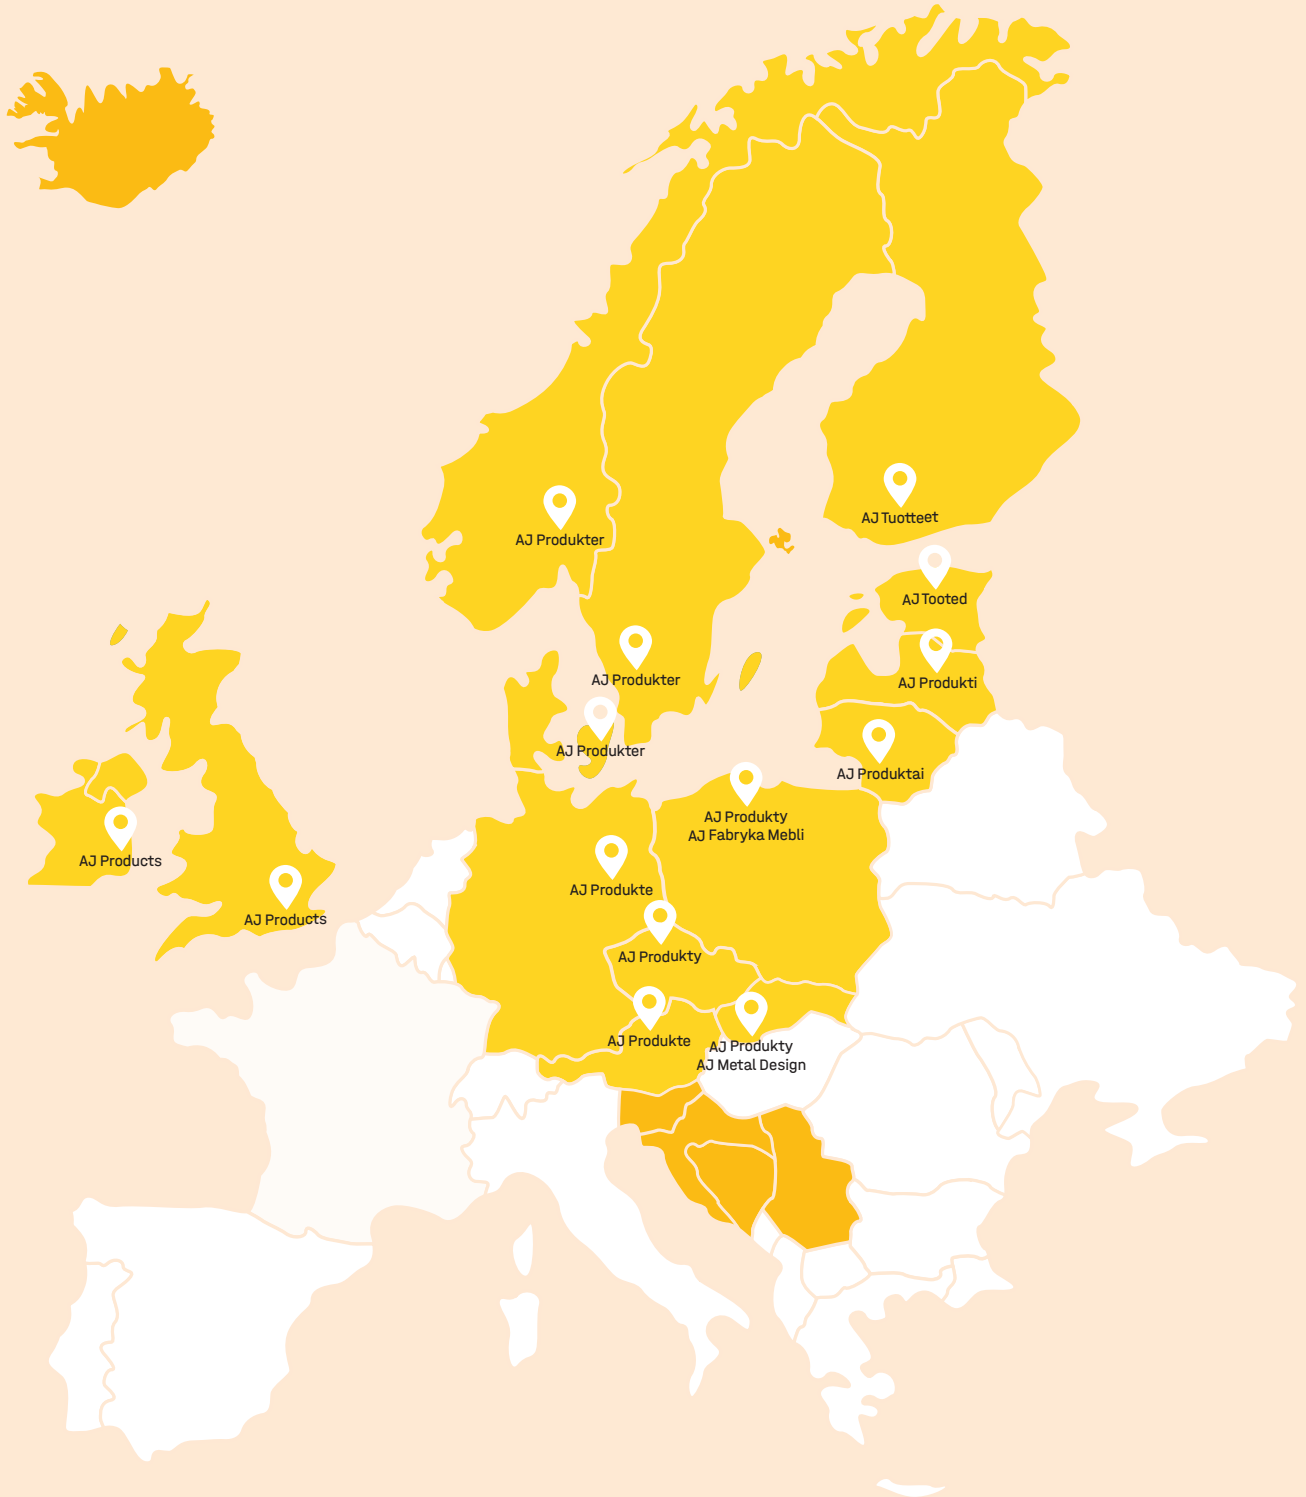 AJ Tuotteet
AJ Produkter
AJ Tooted
AJ Produkter
AJ Produkti
AJ Produkter
AJ Produktai
AJ Produkty
AJ Fabryka Mebli
AJ Products
AJ Produkte
AJ Products
AJ Produkty
AJ Produkte
AJ Produkty
AJ Metal Design